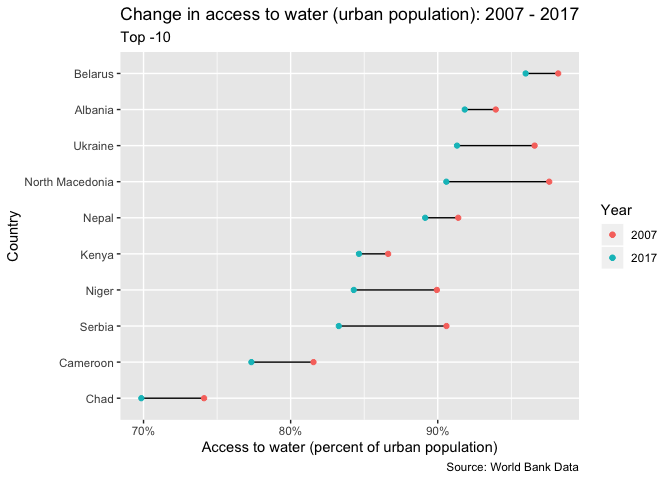 Change in access to water (urban population): 2007 - 2017
Top -10
Belarus
Albania
Ukraine
North Macedonia
Nepal
Kenya
Niger
Serbia
Cameroon
Chad
Country
70%
80%
90%
Access to water (percent of urban population)
Year
2007
2017
Source: World Bank Data